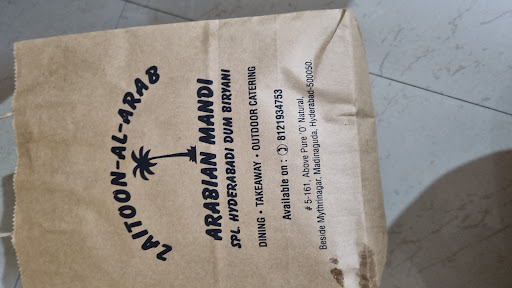 ZAITOON-AL-ARAB
ARABIAN MANDI
SPL. HYDERABADI DUM BIRYANI
DINING • TAKEAWAY • OUTDOOR CATERING
Available on : 8121934753
# 5-161, Above Pure 'O' Natural,
Beside Mythrinagar, Madinaguda, Hyderabad-500050.